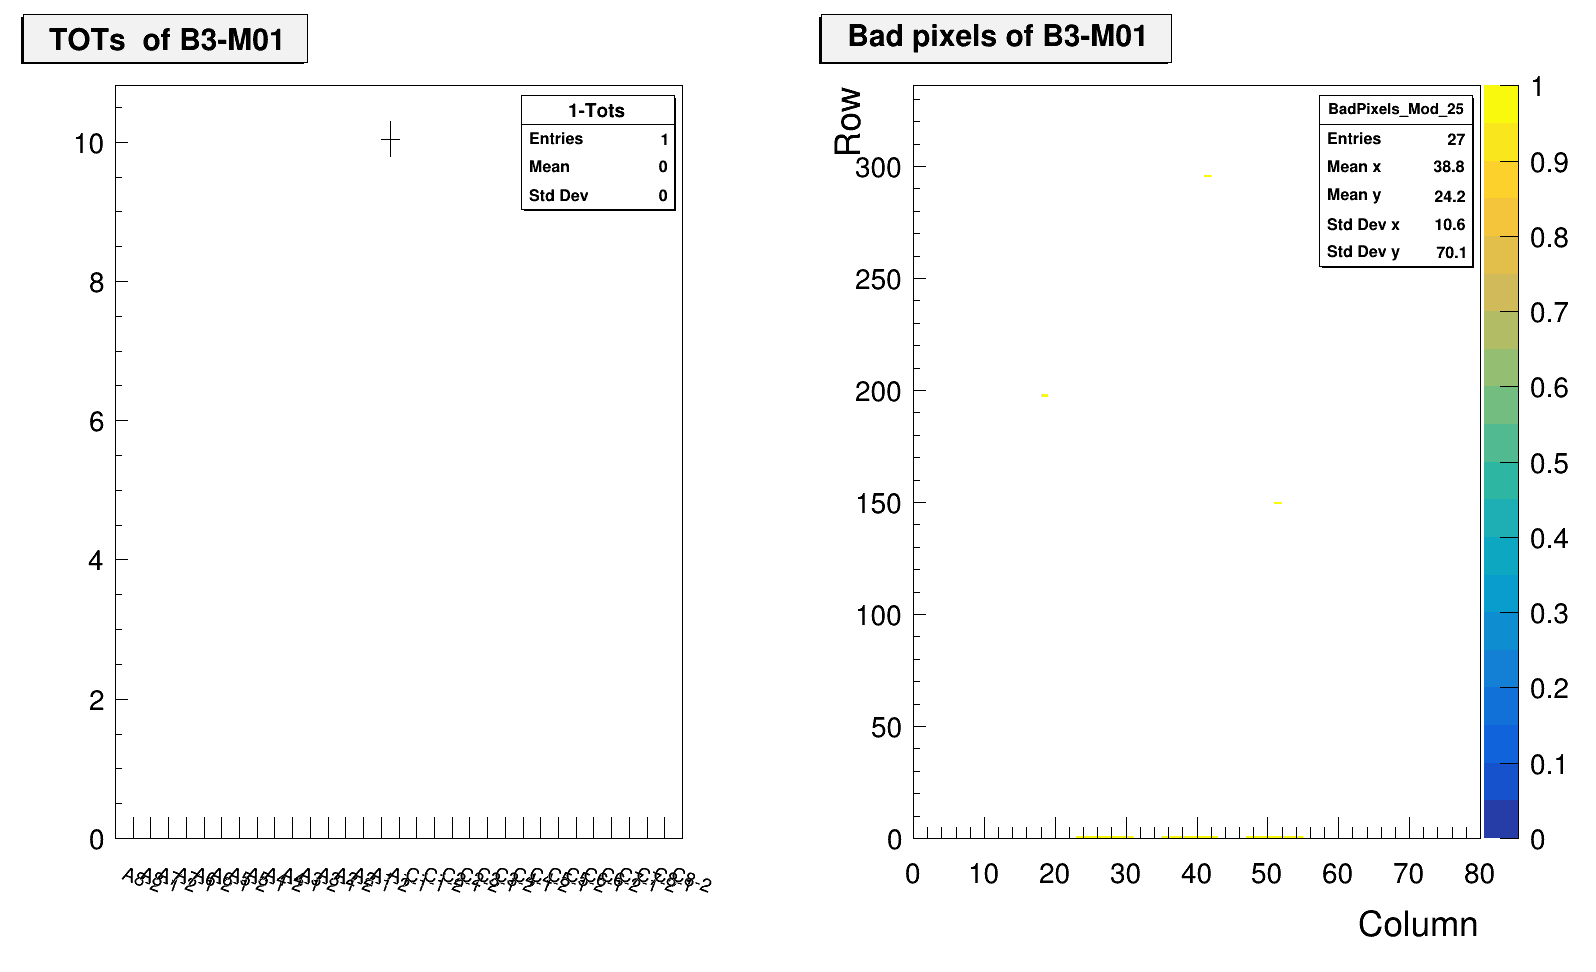 TOTs of B3-M01
1-Tots
Entries 1
Mean 0
Std Dev 0
10
8
6
4
2
0
Bad pixels of B3-M01
Row
BadPixels_Mod_25
Entries 27
Mean x 38.8
Mean y 24.2
Std Dev x 10.6
Std Dev y 70.1
300
250
200
150
100
50
0
0 10 20 30 40 50 60 70 80
Column
1
0.9
0.8
0.7
0.6
0.5
0.4
0.3
0.2
0.1
0